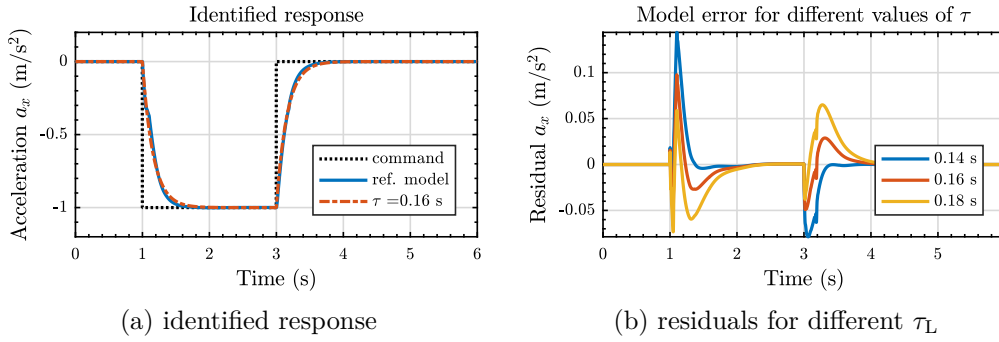 Identified response
Acceleration aₓ (m/s²)
0
-0.5
-1
command
ref. model
τ =0.16 s
0 1 2 3 4 5 6
Time (s)
(a) identified response
Model error for different values of τ
Residual aₓ (m/s²)
0.1
0.05
0
-0.05
0.14 s
0.16 s
0.18 s
0 1 2 3 4 5
Time (s)
(b) residuals for different τ_L